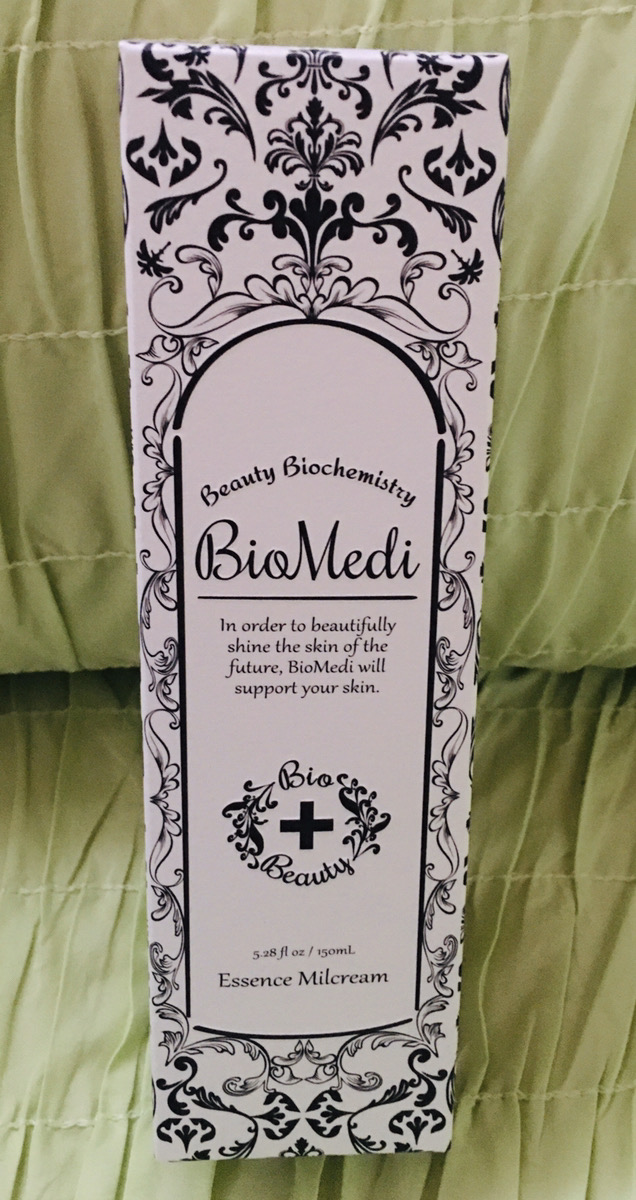 Beauty Biochemistry
BioMedi
In order to beautifully
shine the skin of the
future, BioMedi will
support your skin.
Bio
Beauty
5.28 fl oz / 150mL
Essence Milcream